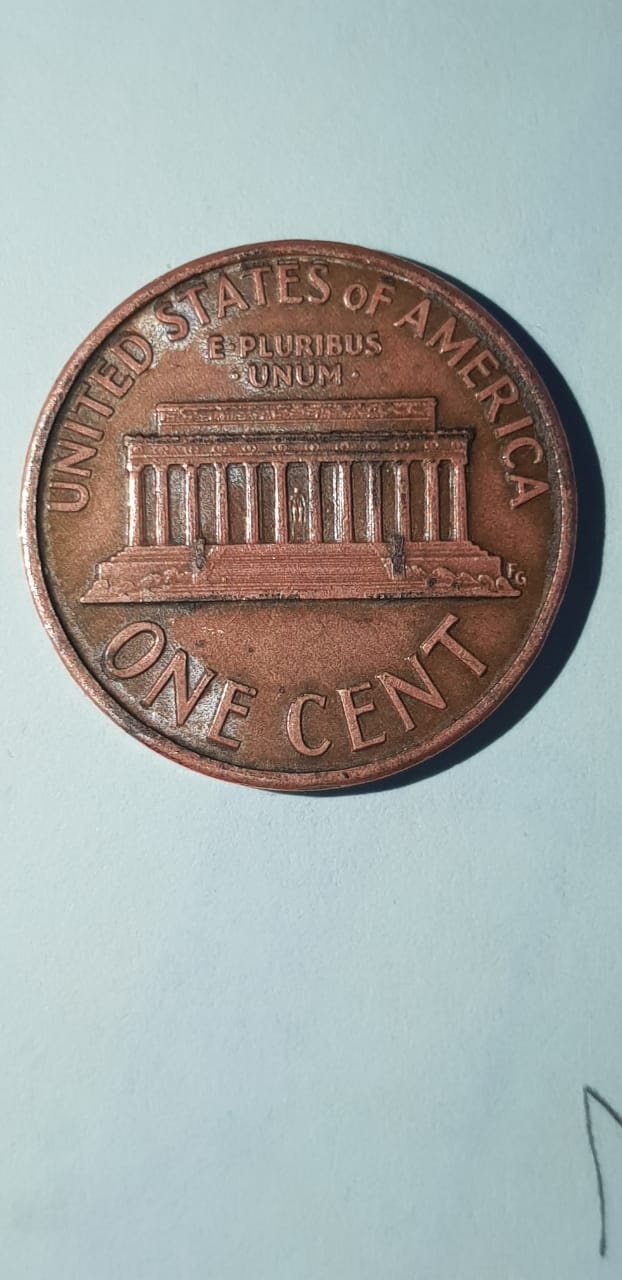 UNITED STATES OF AMERICA
E·PLURIBUS
·UNUM·
FG
ONE CENT